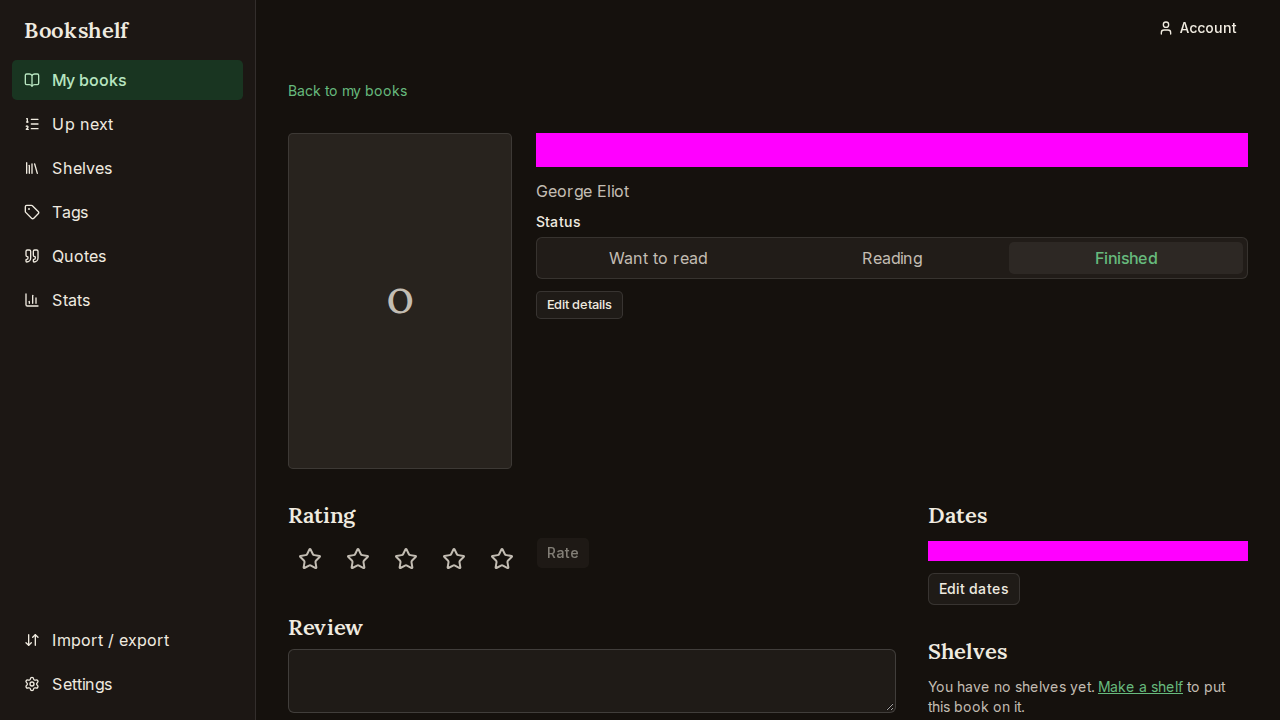 Bookshelf
My books
Up next
Shelves
Tags
Quotes
Stats
Import / export
Settings
Account
Back to my books
O
George Eliot
Status
Want to read
Reading
Finished
Edit details
Rating
Rate
Review
Dates
Edit dates
Shelves
You have no shelves yet. Make a shelf to put
this book on it.